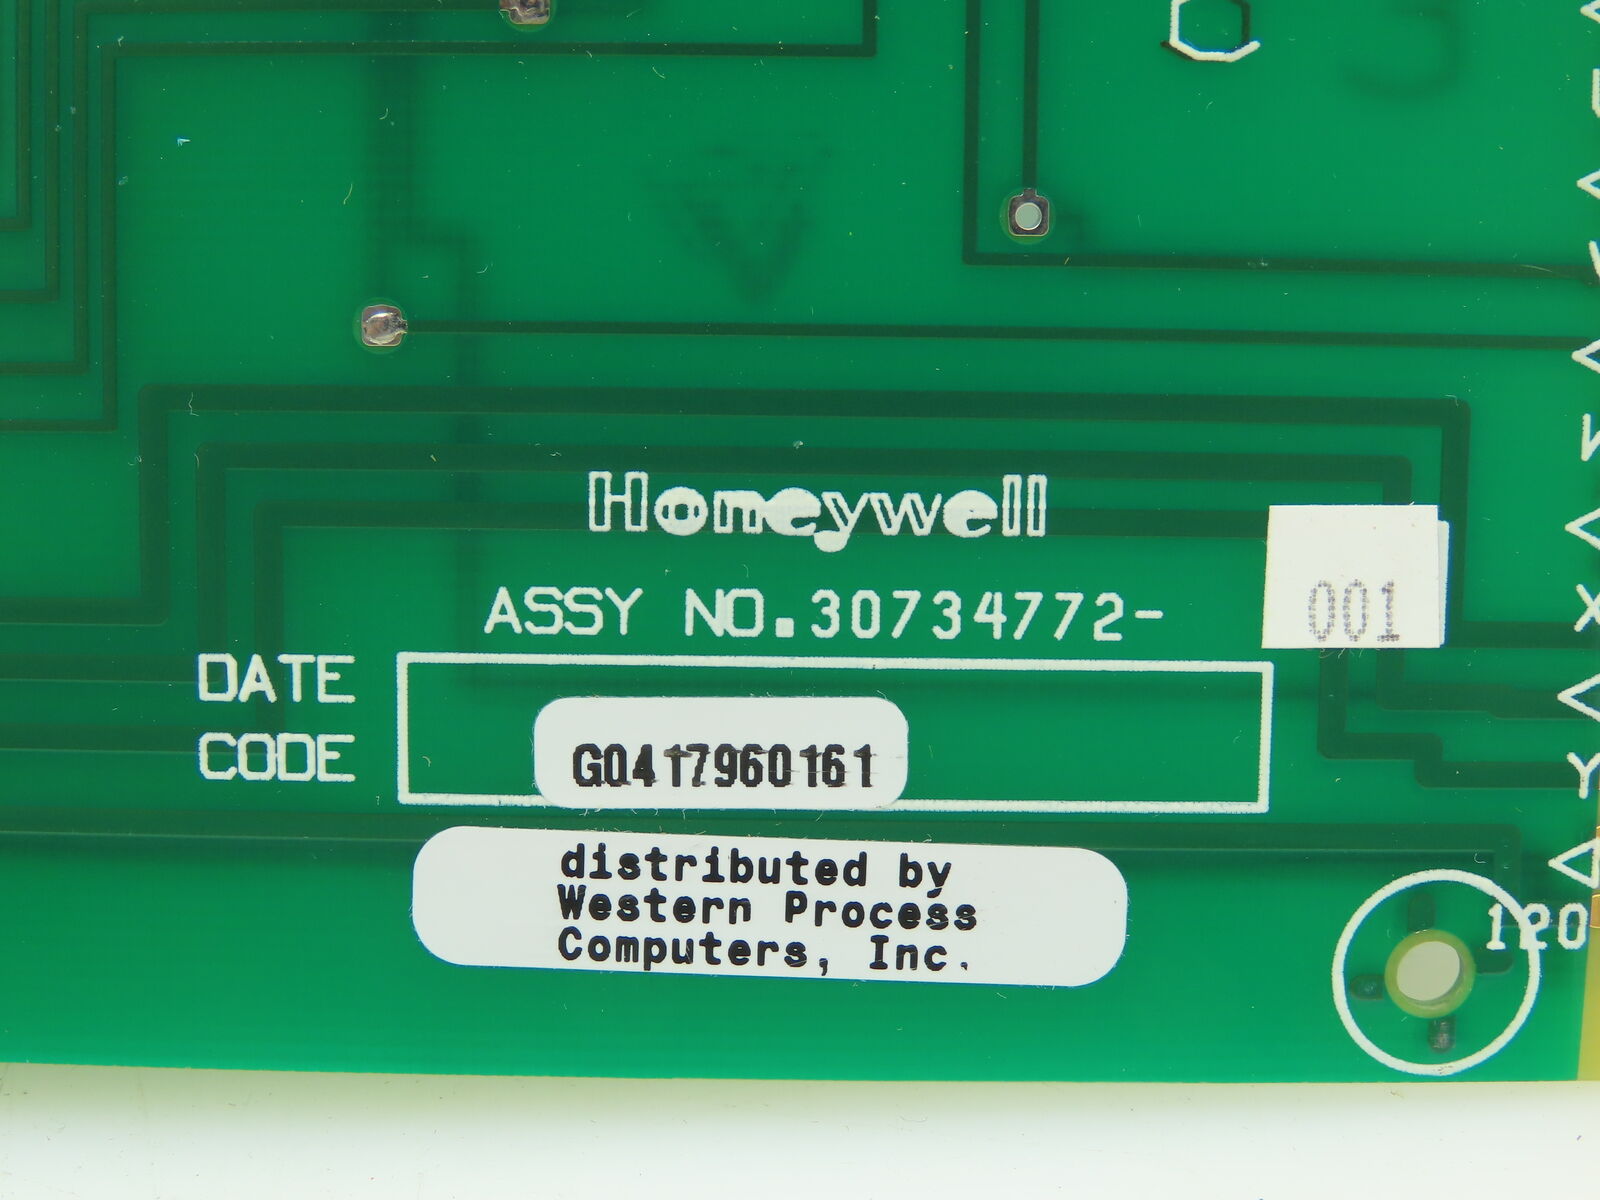 C
Honeywell
ASSY NO.30734772- 001
DATE
CODE
G0417960161
distributed by
Western Process
Computers, Inc.
X
Y
120